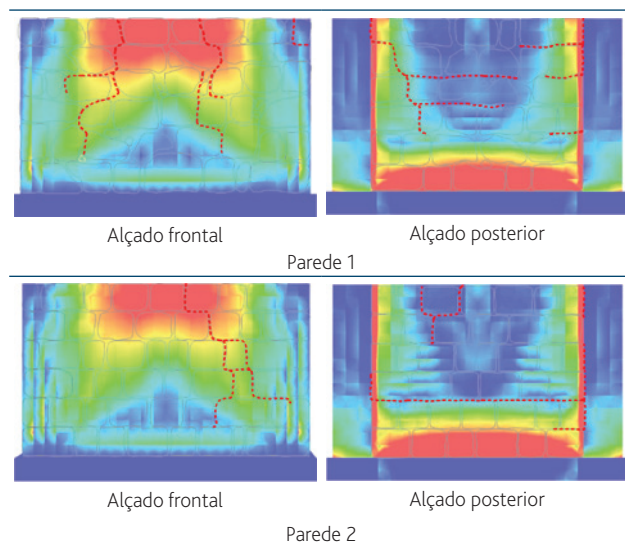 Alçado frontal
Alçado posterior
Parede 1
Alçado frontal
Alçado posterior
Parede 2